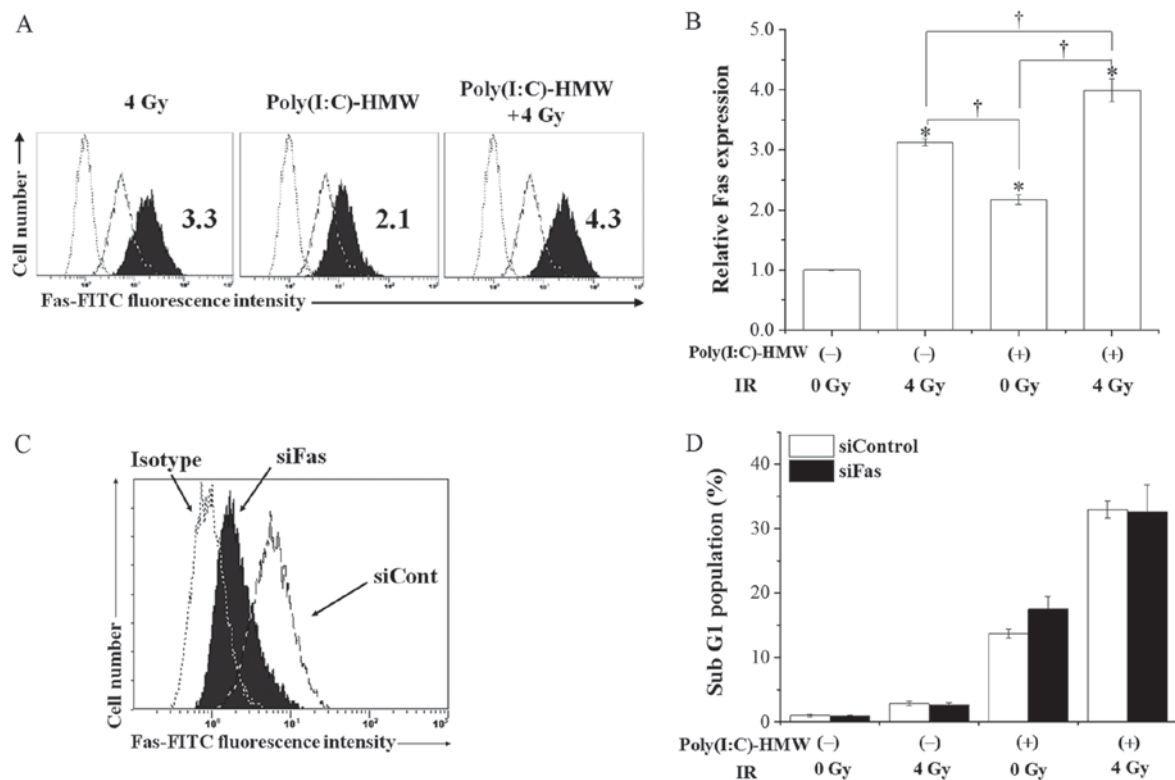 A
4 Gy
Poly(I:C)-HMW
Poly(I:C)-HMW
+4 Gy
Cell number
3.3
2.1
4.3
Fas-FITC fluorescence intensity
B
Relative Fas expression
5.0
4.0
3.0
2.0
1.0
0.0
†
†
†
*
*
*
Poly(I:C)-HMW (–) (–) (+) (+)
IR 0 Gy 4 Gy 0 Gy 4 Gy
C
Isotype
siFas
siCont
Cell number
10⁰ 10¹ 10² 10³
Fas-FITC fluorescence intensity
D
siControl
siFas
Sub G1 population (%)
40
30
20
10
0
Poly(I:C)-HMW (–) (–) (+) (+)
IR 0 Gy 4 Gy 0 Gy 4 Gy